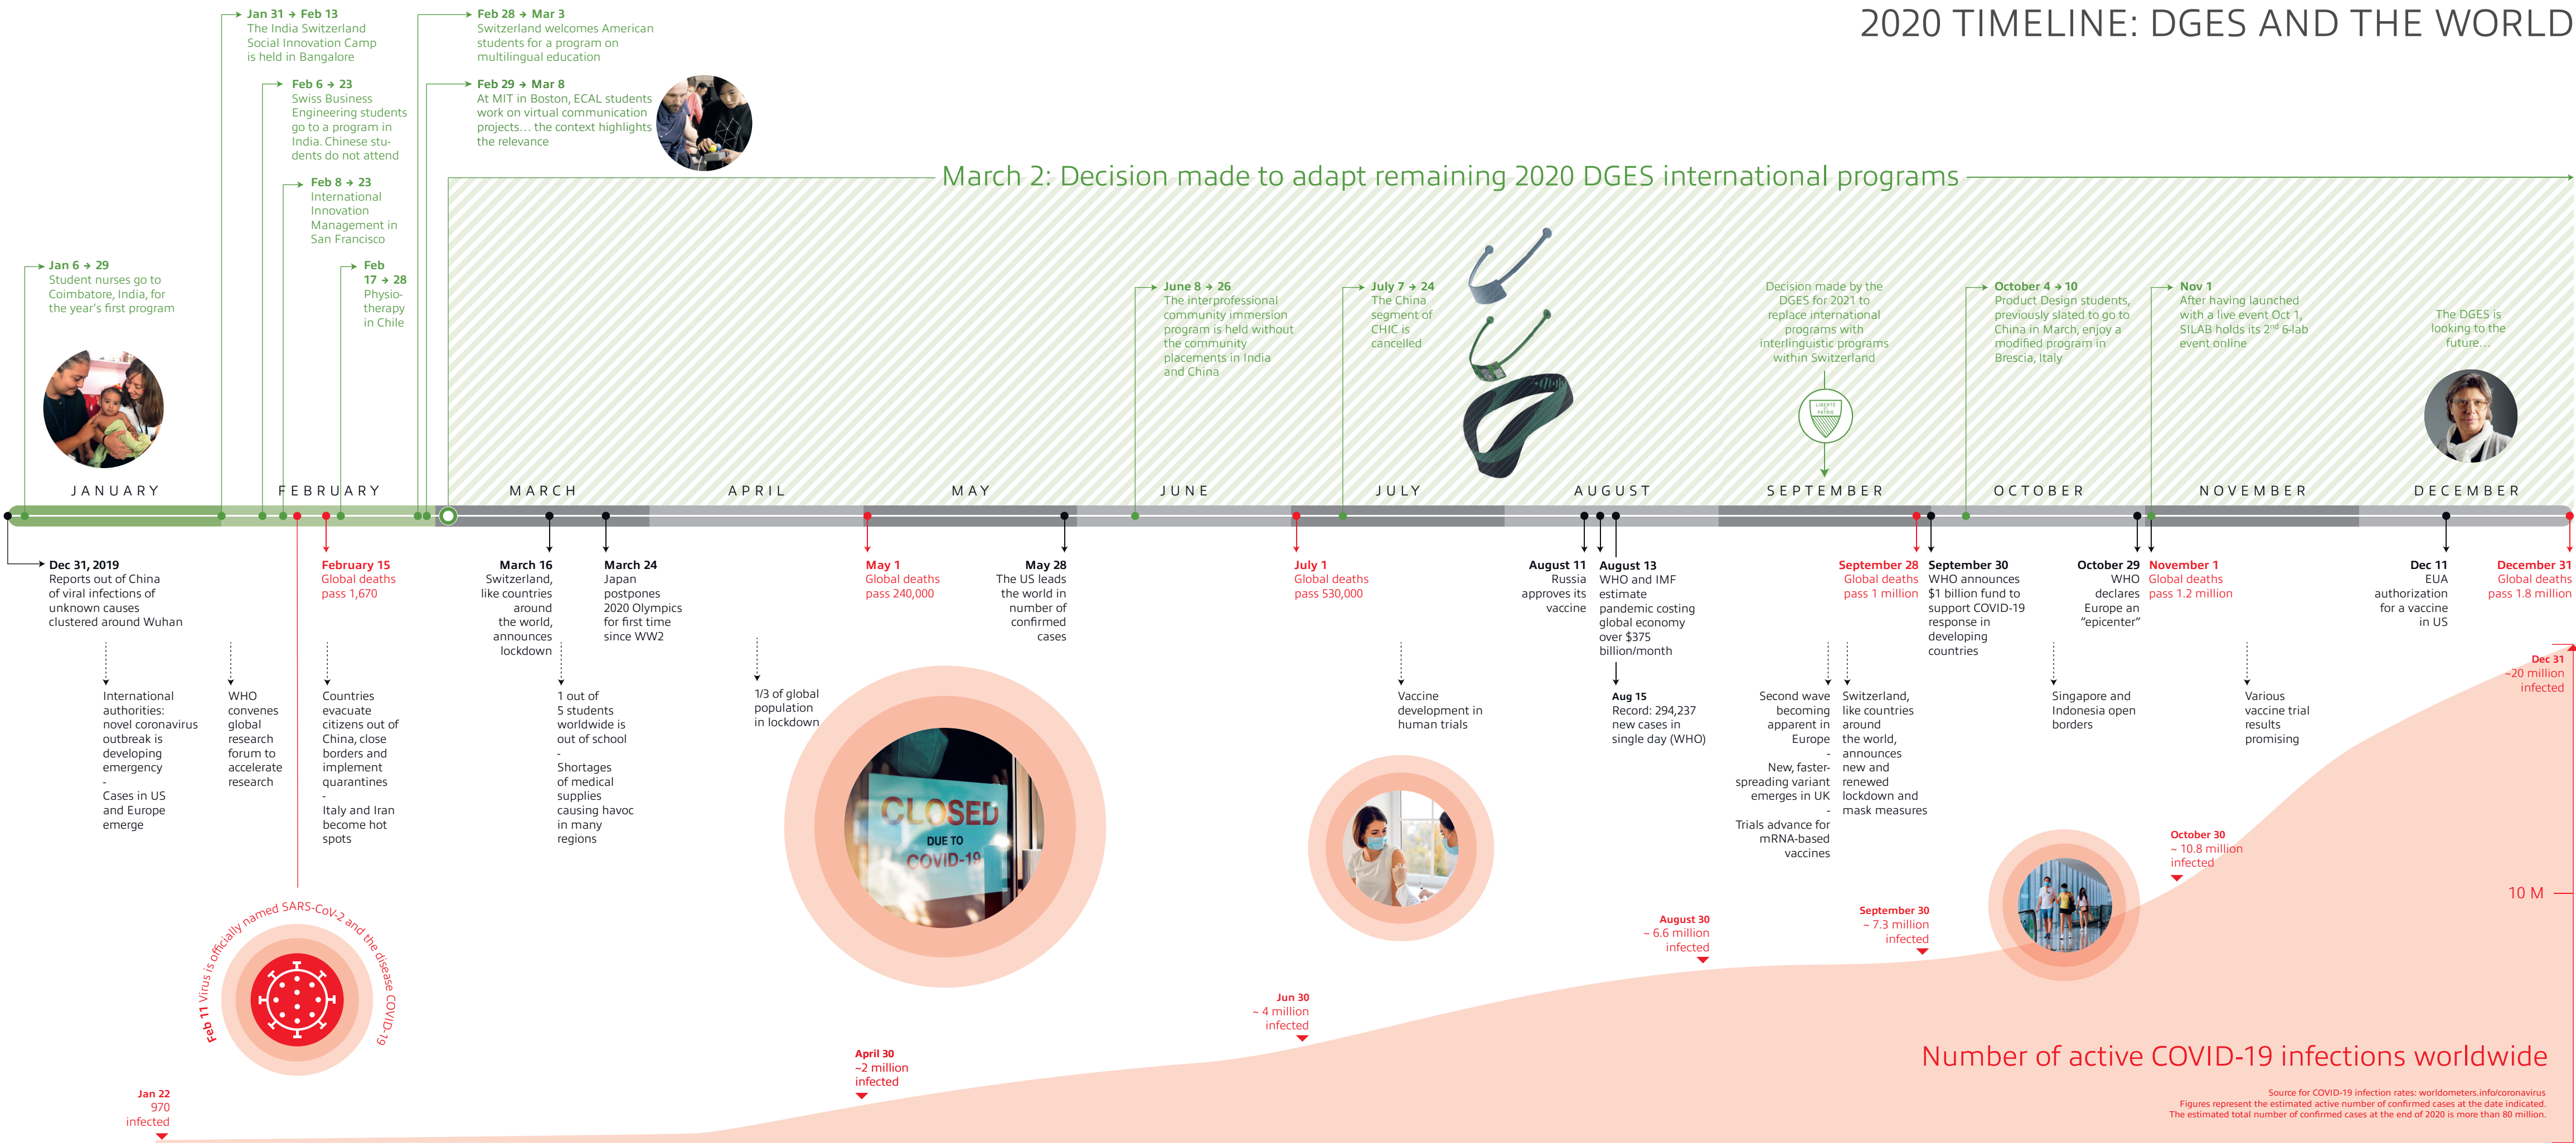 2020 TIMELINE: DGES AND THE WORLD
Jan 31 → Feb 13
The India Switzerland
Social Innovation Camp
is held in Bangalore
Feb 6 → 23
Swiss Business
Engineering students
go to a program in
India. Chinese stu-
dents do not attend
Feb 8 → 23
International
Innovation
Management in
San Francisco
Jan 6 → 29
Student nurses go to
Coimbatore, India, for
the year's first program
Feb
17 → 28
Physio-
therapy
in Chile
Feb 28 → Mar 3
Switzerland welcomes American
students for a program on
multilingual education
Feb 29 → Mar 8
At MIT in Boston, ECAL students
work on virtual communication
projects… the context highlights
the relevance
March 2: Decision made to adapt remaining 2020 DGES international programs
June 8 → 26
The interprofessional
community immersion
program is held without
the community
placements in India
and China
July 7 → 24
The China
segment of
CHIC is
cancelled
Decision made by the
DGES for 2021 to
replace international
programs with
interlinguistic programs
within Switzerland
LIBERTÉ
ET
PATRIE
October 4 → 10
Product Design students,
previously slated to go to
China in March, enjoy a
modified program in
Brescia, Italy
Nov 1
After having launched
with a live event Oct 1,
SILAB holds its 2nd 6-lab
event online
The DGES is
looking to the
future…
JANUARY
FEBRUARY
MARCH
APRIL
MAY
JUNE
JULY
AUGUST
SEPTEMBER
OCTOBER
NOVEMBER
DECEMBER
Dec 31, 2019
Reports out of China
of viral infections of
unknown causes
clustered around Wuhan
February 15
Global deaths
pass 1,670
March 16
Switzerland,
like countries
around
the world,
announces
lockdown
March 24
Japan
postpones
2020 Olympics
for first time
since WW2
May 1
Global deaths
pass 240,000
May 28
The US leads
the world in
number of
confirmed
cases
July 1
Global deaths
pass 530,000
August 11
Russia
approves its
vaccine
August 13
WHO and IMF
estimate
pandemic costing
global economy
over $375
billion/month
September 28
Global deaths
pass 1 million
September 30
WHO announces
$1 billion fund to
support COVID-19
response in
developing
countries
October 29
WHO
declares
Europe an
“epicenter”
November 1
Global deaths
pass 1.2 million
Dec 11
EUA
authorization
for a vaccine
in US
December 31
Global deaths
pass 1.8 million
International
authorities:
novel coronavirus
outbreak is
developing
emergency
-
Cases in US
and Europe
emerge
WHO
convenes
global
research
forum to
accelerate
research
Countries
evacuate
citizens out of
China, close
borders and
implement
quarantines
-
Italy and Iran
become hot
spots
1 out of
5 students
worldwide is
out of school
-
Shortages
of medical
supplies
causing havoc
in many
regions
1/3 of global
population
in lockdown
CLOSED
DUE TO
COVID-19
Vaccine
development in
human trials
Aug 15
Record: 294,237
new cases in
single day (WHO)
Second wave
becoming
apparent in
Europe
-
New, faster-
spreading variant
emerges in UK
-
Trials advance for
mRNA-based
vaccines
Switzerland,
like countries
around
the world,
announces
new and
renewed
lockdown and
mask measures
Singapore and
Indonesia open
borders
Various
vaccine trial
results
promising
Feb 11 Virus is officially named SARS-CoV-2 and the disease COVID-19
Jan 22
970
infected
April 30
~2 million
infected
Jun 30
~ 4 million
infected
August 30
~ 6.6 million
infected
September 30
~ 7.3 million
infected
October 30
~ 10.8 million
infected
Dec 31
~20 million
infected
10 M
Number of active COVID-19 infections worldwide
Source for COVID-19 infection rates: worldometers.info/coronavirus
Figures represent the estimated active number of confirmed cases at the date indicated.
The estimated total number of confirmed cases at the end of 2020 is more than 80 million.